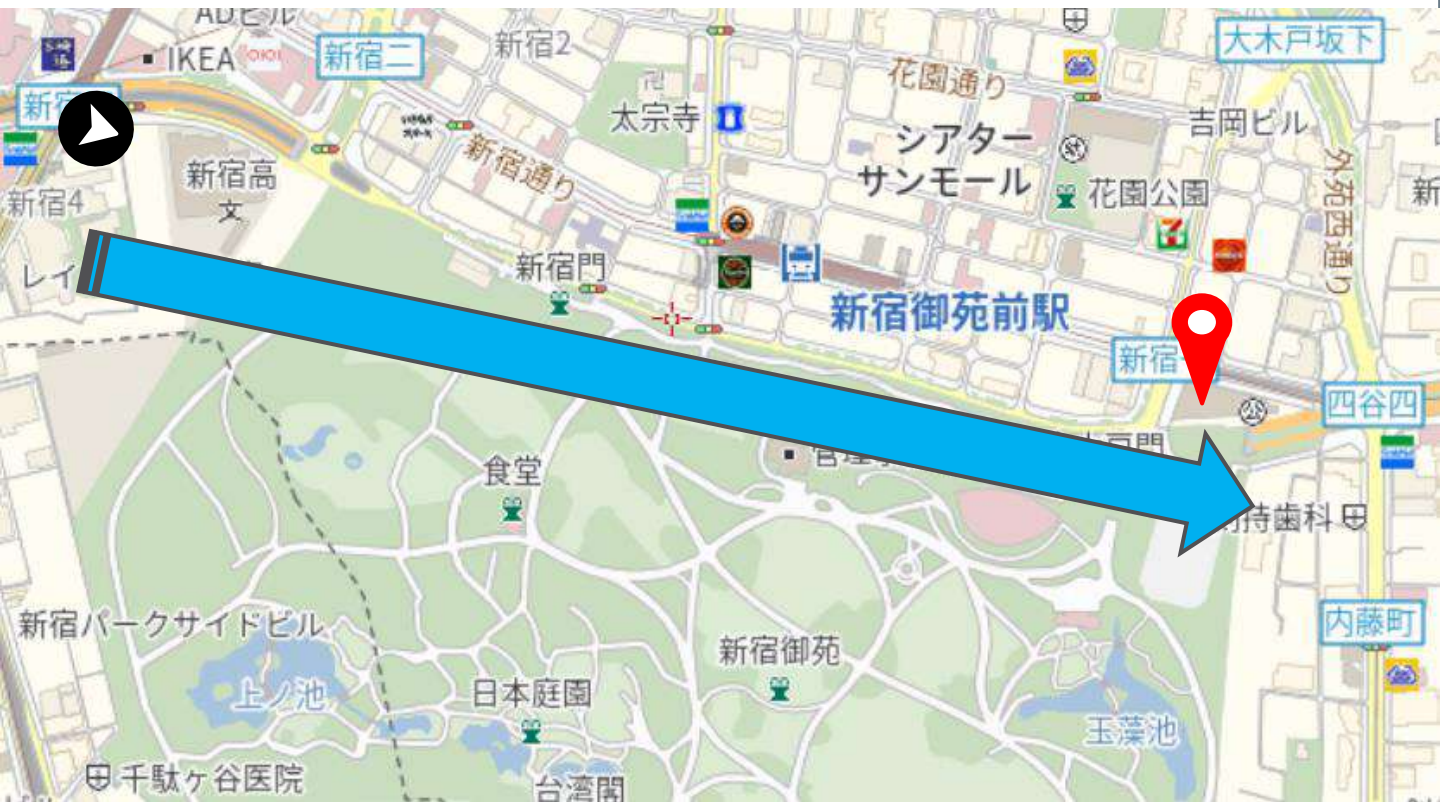 ADビル
IKEA
OIOI
新宿二
新宿2
大木戸坂下
花園通り
太宗寺
シアター
サンモール
吉岡ビル
新宿通り
新宿高
文
新宿4
花園公園
外苑西通り
新
レイ
新宿門
新宿御苑前駅
新宿
四谷四
食堂
持歯科
新宿パークサイドビル
新宿御苑
内藤町
上ノ池
日本庭園
玉藻池
千駄ヶ谷医院
台湾閣